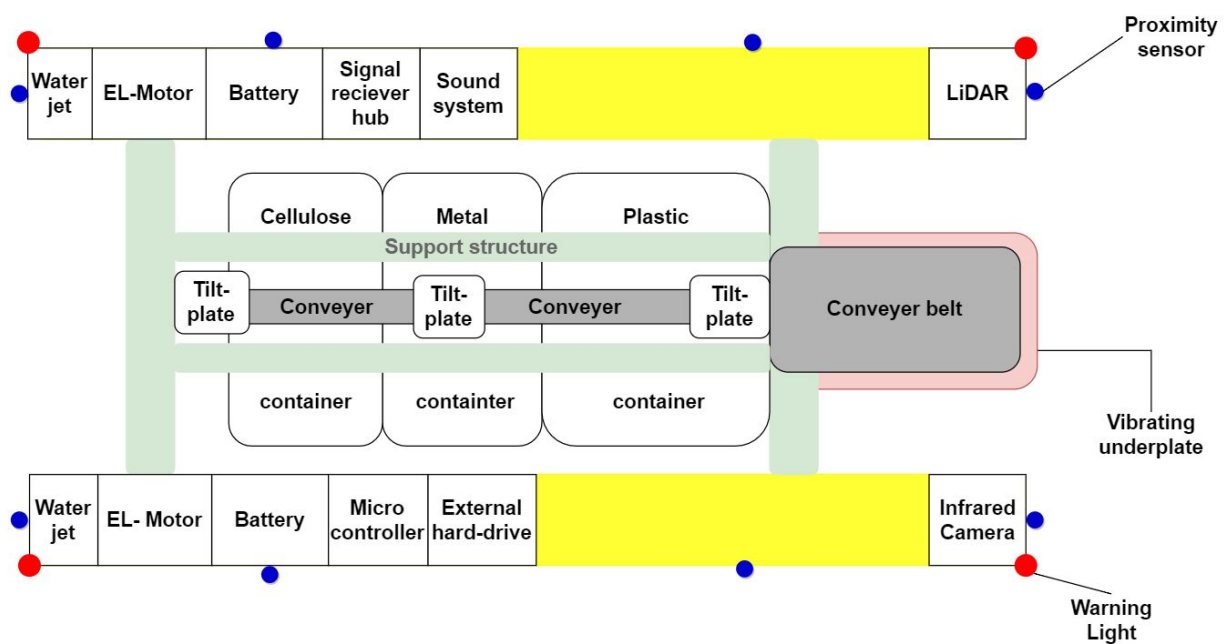 Proximity
sensor
Water
jet
EL-Motor
Battery
Signal
reciever
hub
Sound
system
LiDAR
Cellulose
Metal
Plastic
Support structure
Tilt-
plate
Conveyer
Tilt-
plate
Conveyer
Tilt-
plate
Conveyer belt
container
containter
container
Vibrating
underplate
Water
jet
EL- Motor
Battery
Micro
controller
External
hard-drive
Infrared
Camera
Warning
Light